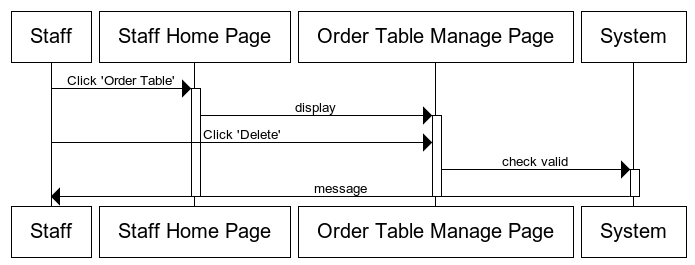 Staff
Staff Home Page
Order Table Manage Page
System
Click 'Order Table'
display
Click 'Delete'
check valid
message
Staff
Staff Home Page
Order Table Manage Page
System